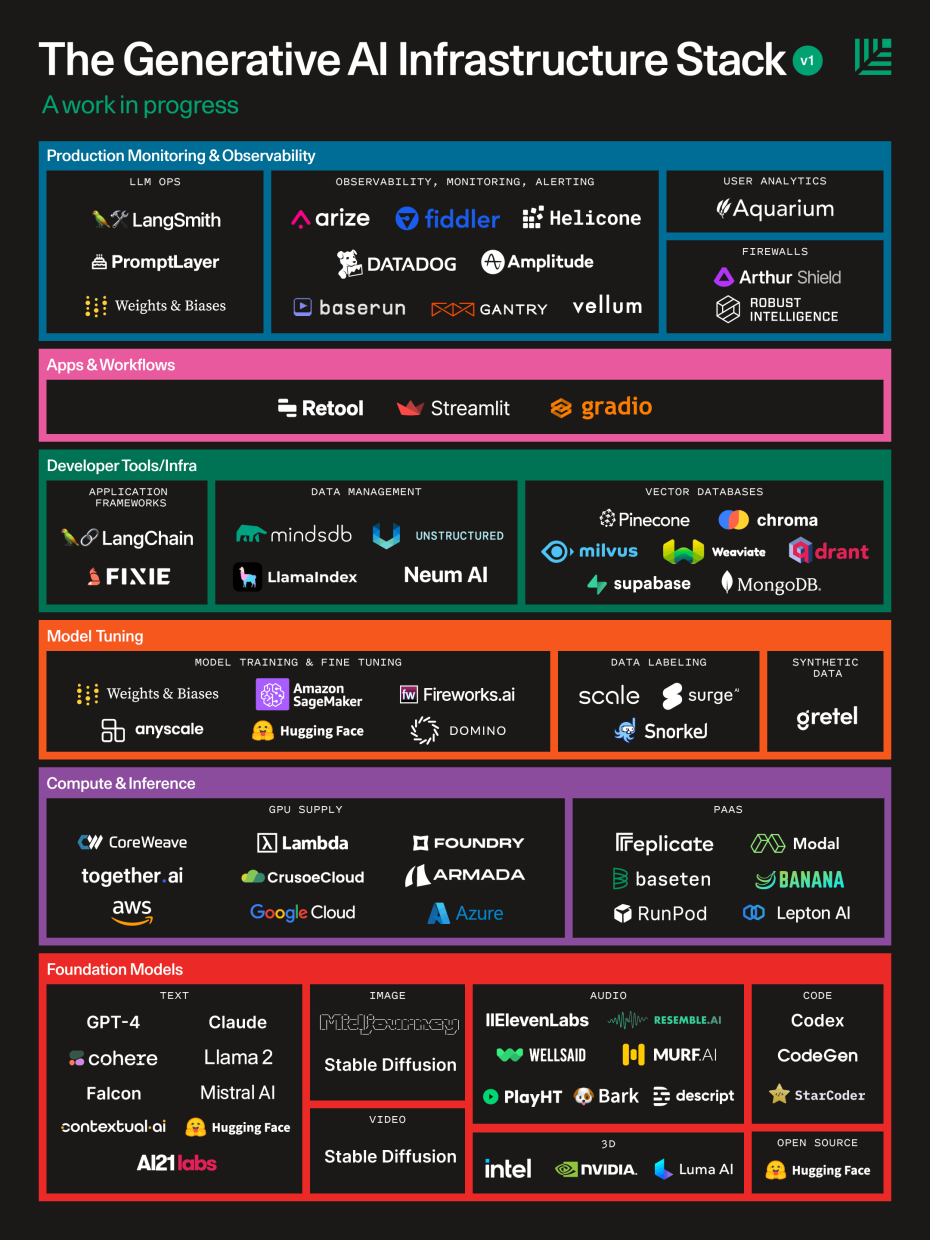 The Generative AI Infrastructure Stack v1
A work in progress
Production Monitoring & Observability
LLM OPS
LangSmith
PromptLayer
Weights & Biases
OBSERVABILITY, MONITORING, ALERTING
arize fiddler Helicone
DATADOG Amplitude
baserun GANTRY vellum
USER ANALYTICS
Aquarium
FIREWALLS
Arthur Shield
ROBUST
INTELLIGENCE
Apps & Workflows
Retool Streamlit gradio
Developer Tools/Infra
APPLICATION
FRAMEWORKS
LangChain
FIXIE
DATA MANAGEMENT
mindsdb UNSTRUCTURED
LlamaIndex Neum AI
VECTOR DATABASES
Pinecone chroma
milvus Weaviate qdrant
supabase MongoDB.
Model Tuning
MODEL TRAINING & FINE TUNING
Weights & Biases Amazon SageMaker fw Fireworks.ai
anyscale Hugging Face DOMINO
DATA LABELING
scale surge AI
Snorkel
SYNTHETIC
DATA
gretel
Compute & Inference
GPU SUPPLY
CoreWeave Lambda FOUNDRY
together.ai CrusoeCloud ARMADA
aws Google Cloud Azure
PAAS
replicate Modal
baseten BANANA
RunPod Lepton AI
Foundation Models
TEXT
GPT-4 Claude
cohere Llama 2
Falcon Mistral AI
contextual·ai Hugging Face
AI21 labs
IMAGE
Midjourney
Stable Diffusion
VIDEO
Stable Diffusion
AUDIO
IIElevenLabs RESEMBLE.AI
WELLSAID MURF.AI
PlayHT Bark descript
3D
intel NVIDIA. Luma AI
CODE
Codex
CodeGen
StarCoder
OPEN SOURCE
Hugging Face